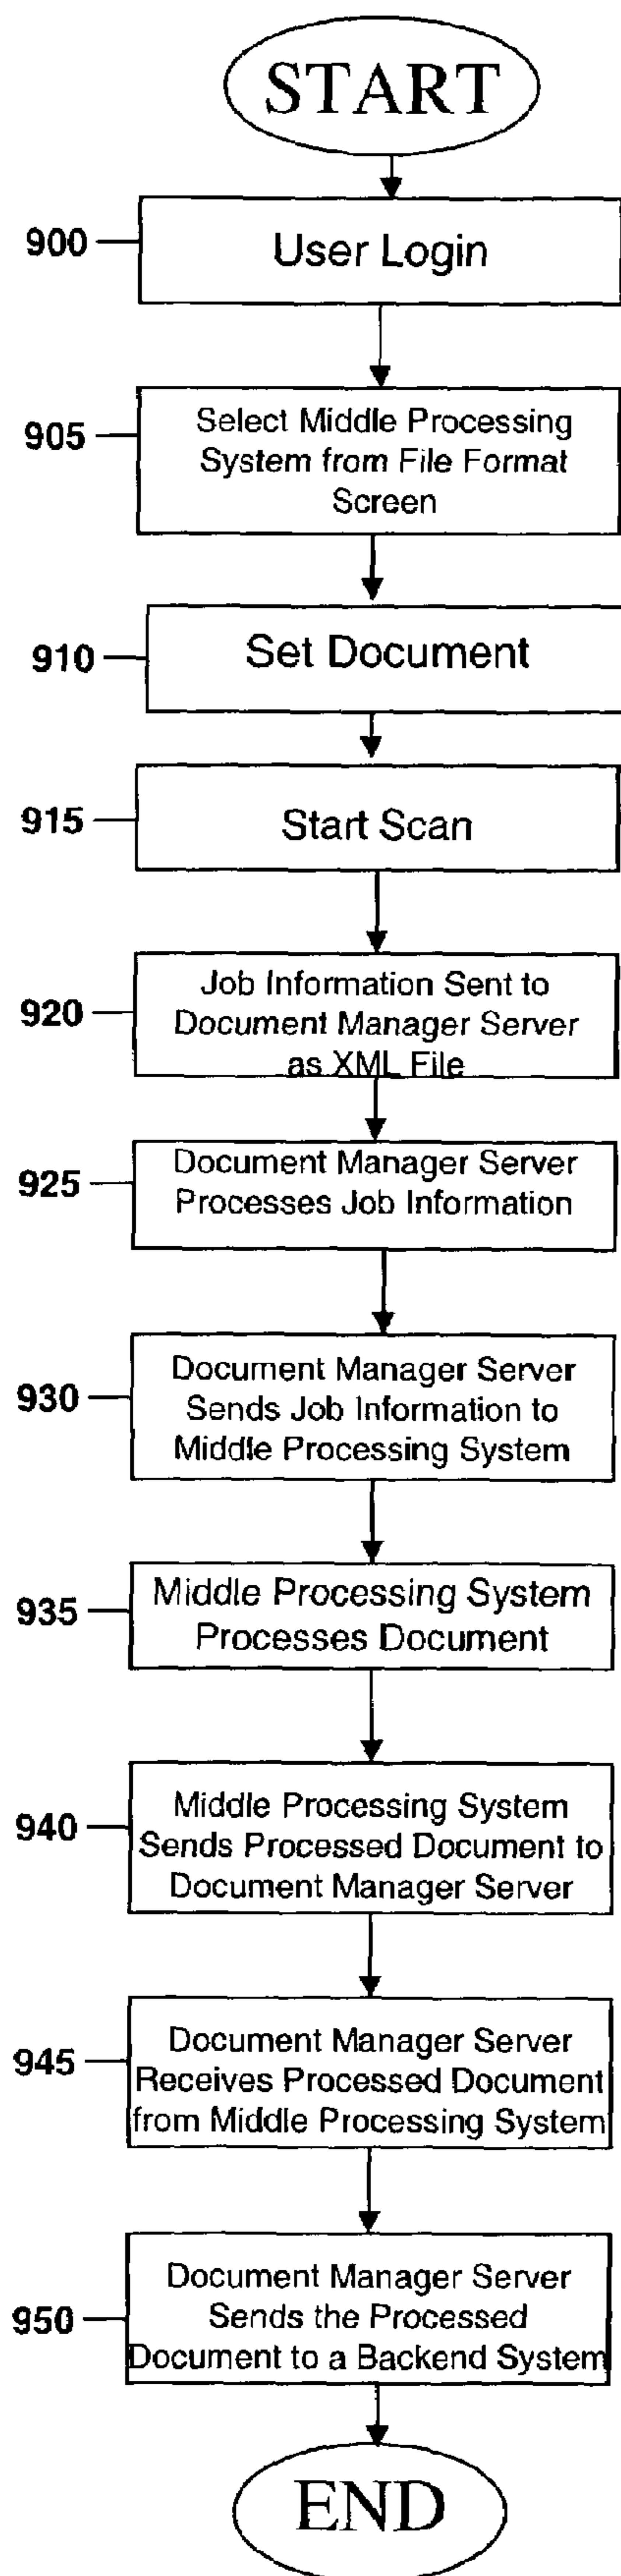 START
900
User Login
905
Select Middle Processing
System from File Format
Screen
910
Set Document
915
Start Scan
920
Job Information Sent to
Document Manager Server
as XML File
925
Document Manager Server
Processes Job Information
930
Document Manager Server
Sends Job Information to
Middle Processing System
935
Middle Processing System
Processes Document
940
Middle Processing System
Sends Processed Document to
Document Manager Server
945
Document Manager Server
Receives Processed Document
from Middle Processing System
950
Document Manager Server
Sends the Processed
Document to a Backend System
END